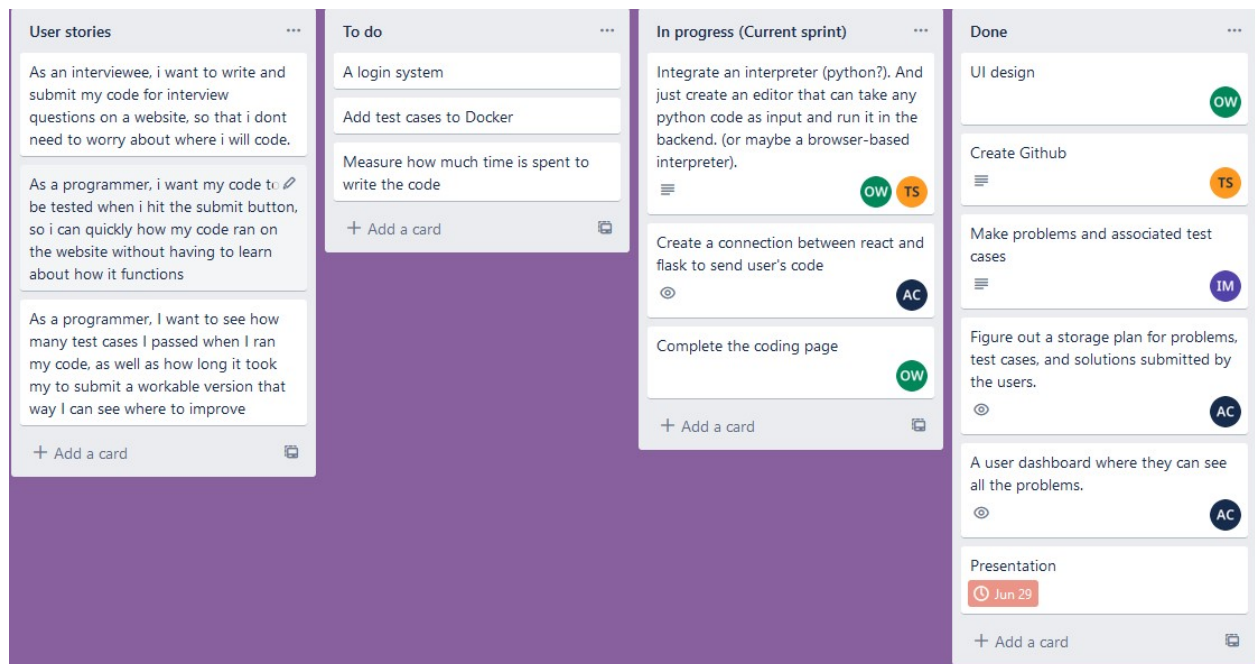 User stories
As an interviewee, i want to write and
submit my code for interview
questions on a website, so that i dont
need to worry about where i will code.
As a programmer, i want my code to
be tested when i hit the submit button,
so i can quickly how my code ran on
the website without having to learn
about how it functions
As a programmer, I want to see how
many test cases I passed when I ran
my code, as well as how long it took
my to submit a workable version that
way I can see where to improve
+ Add a card
To do
A login system
Add test cases to Docker
Measure how much time is spent to
write the code
+ Add a card
In progress (Current sprint)
Integrate an interpreter (python?). And
just create an editor that can take any
python code as input and run it in the
backend. (or maybe a browser-based
interpreter).
OW TS
Create a connection between react and
flask to send user's code
AC
Complete the coding page
OW
+ Add a card
Done
UI design
OW
Create Github
TS
Make problems and associated test
cases
IM
Figure out a storage plan for problems,
test cases, and solutions submitted by
the users.
AC
A user dashboard where they can see
all the problems.
AC
Presentation
Jun 29
+ Add a card